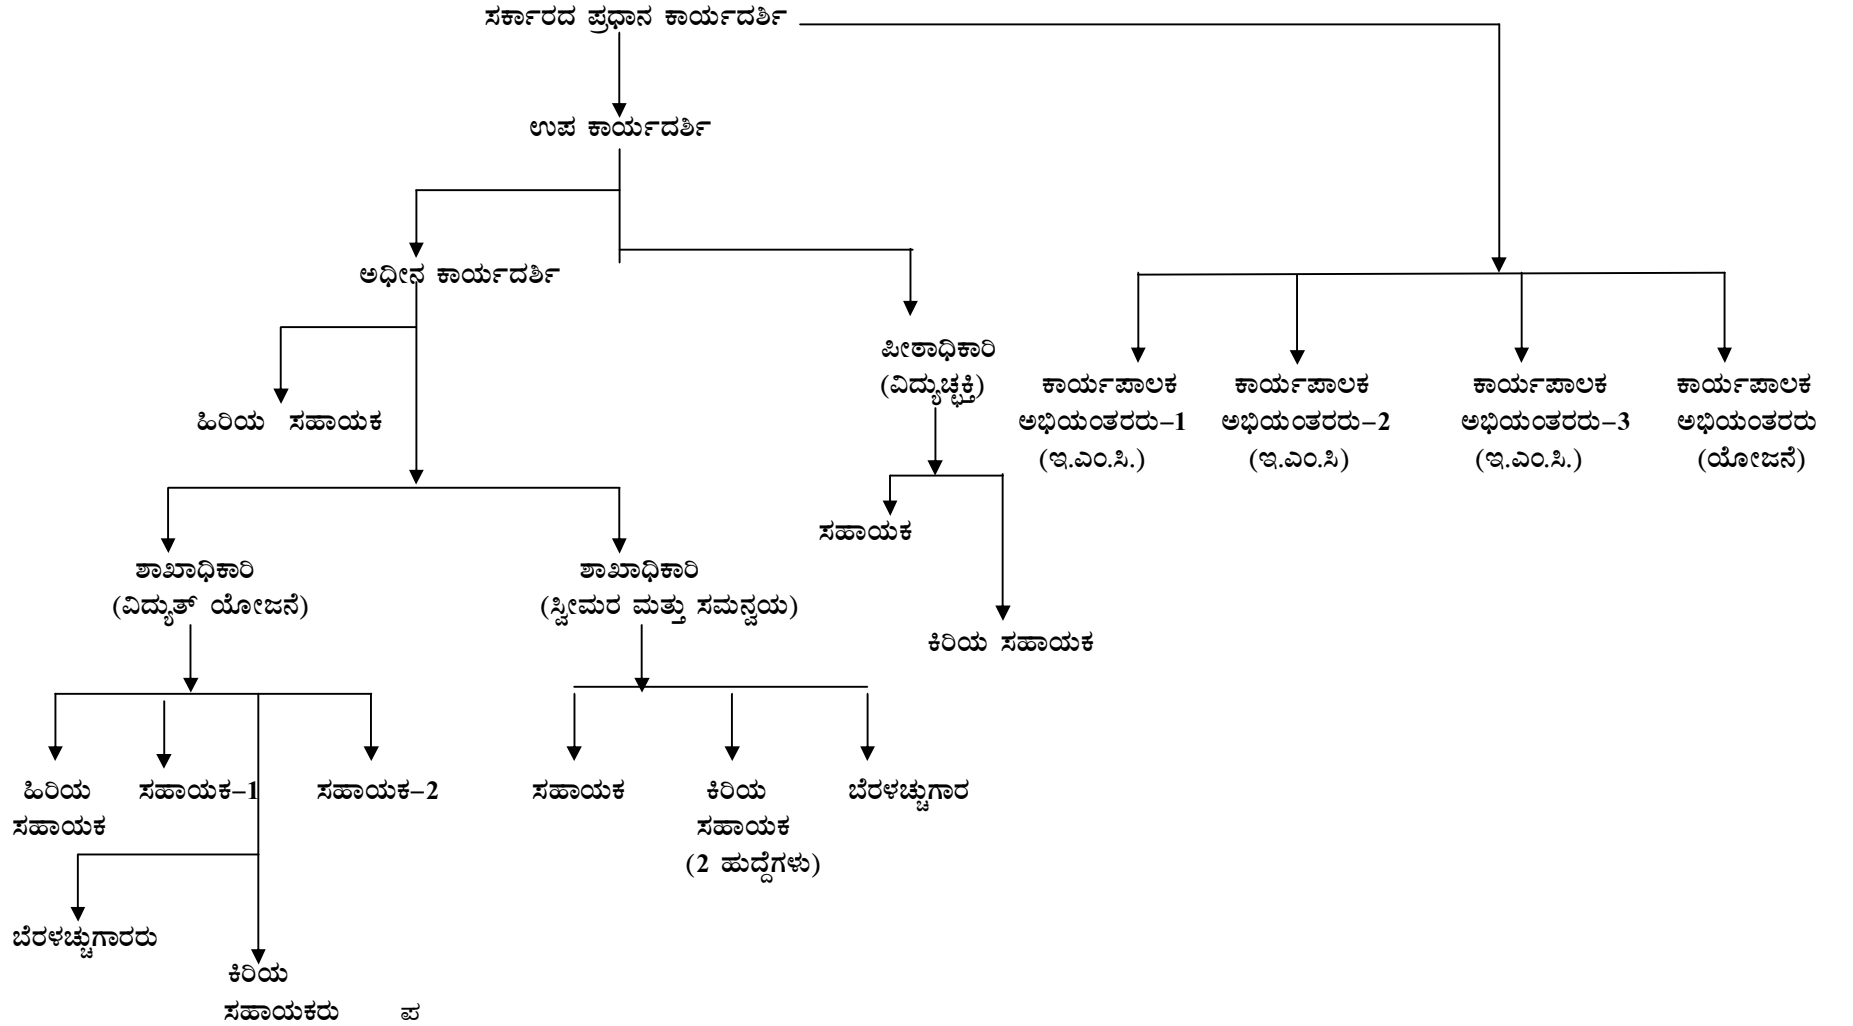 ಸರ್ಕಾರದ ಪ್ರಧಾನ ಕಾರ್ಯದರ್ಶಿ
ಉಪ ಕಾರ್ಯದರ್ಶಿ
ಅಧೀನ ಕಾರ್ಯದರ್ಶಿ
ಪೀಠಾಧಿಕಾರಿ
(ವಿದ್ಯುಚ್ಛಕ್ತಿ)
ಕಾರ್ಯಪಾಲಕ
ಅಭಿಯಂತರರು–1
(ಇ.ಎಂ.ಸಿ.)
ಕಾರ್ಯಪಾಲಕ
ಅಭಿಯಂತರರು–2
(ಇ.ಎಂ.ಸಿ)
ಕಾರ್ಯಪಾಲಕ
ಅಭಿಯಂತರರು–3
(ಇ.ಎಂ.ಸಿ.)
ಕಾರ್ಯಪಾಲಕ
ಅಭಿಯಂತರರು
(ಯೋಜನೆ)
ಹಿರಿಯ ಸಹಾಯಕ
ಸಹಾಯಕ
ಕಿರಿಯ ಸಹಾಯಕ
ಶಾಖಾಧಿಕಾರಿ
(ವಿದ್ಯುತ್ ಯೋಜನೆ)
ಶಾಖಾಧಿಕಾರಿ
(ಸ್ವೀಮರ ಮತ್ತು ಸಮನ್ವಯ)
ಹಿರಿಯ
ಸಹಾಯಕ
ಸಹಾಯಕ–1
ಸಹಾಯಕ–2
ಸಹಾಯಕ
ಕಿರಿಯ
ಸಹಾಯಕ
(2 ಹುದ್ದೆಗಳು)
ಬೆರಳಚ್ಚುಗಾರ
ಬೆರಳಚ್ಚುಗಾರರು
ಕಿರಿಯ
ಸಹಾಯಕರು ಪ